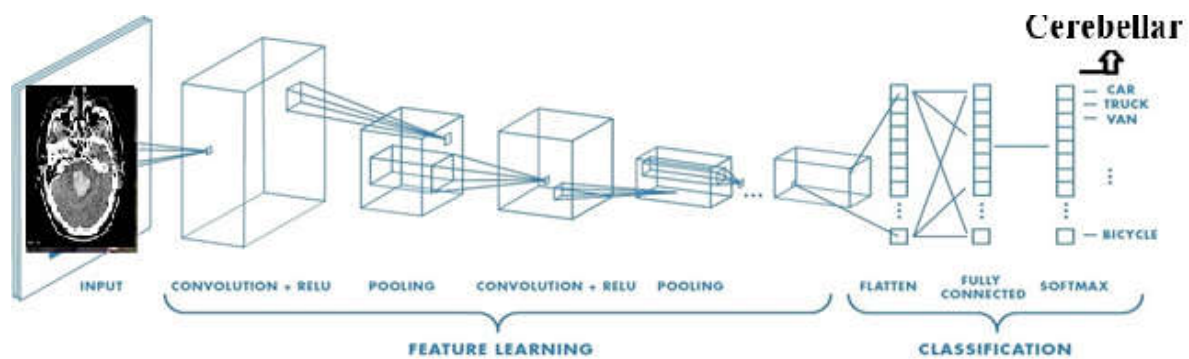 Cerebellar
CAR
TRUCK
VAN
BICYCLE
INPUT
CONVOLUTION + RELU
POOLING
CONVOLUTION + RELU
POOLING
FLATTEN
FULLY
CONNECTED
SOFTMAX
FEATURE LEARNING
CLASSIFICATION